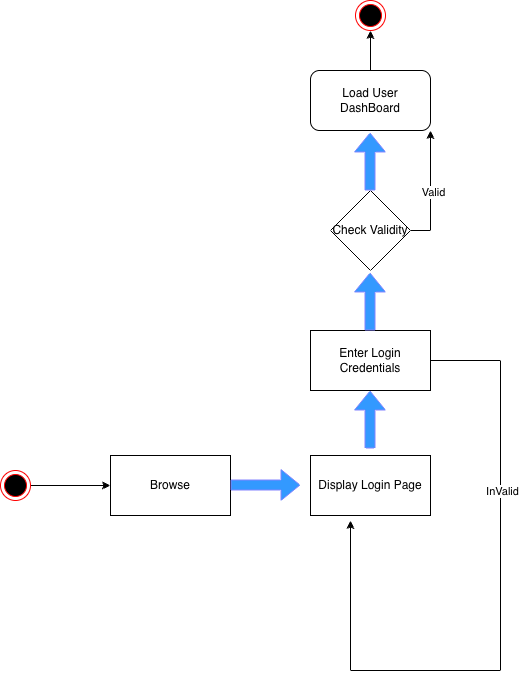 Load User
DashBoard
Valid
Check Validity
Enter Login
Credentials
Browse
Display Login Page
InValid